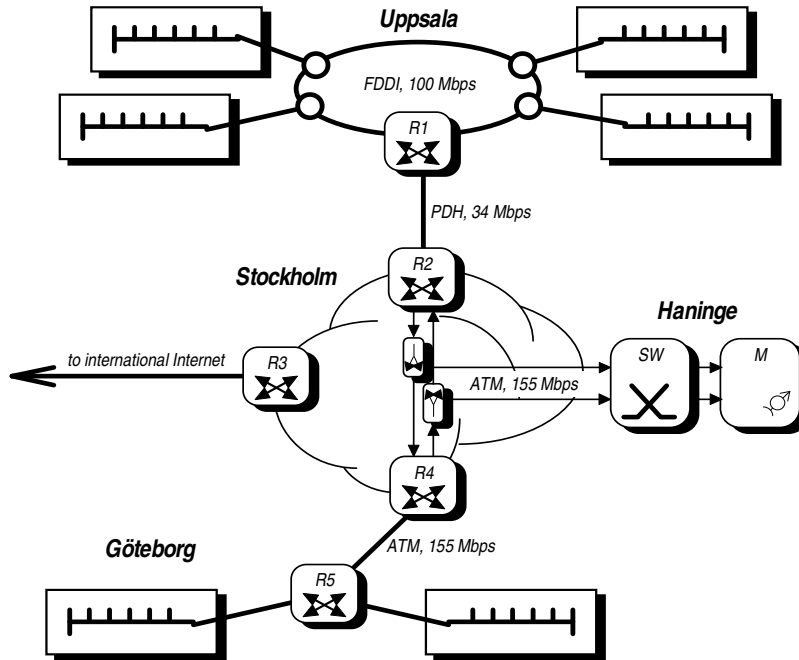 Uppsala
FDDI, 100 Mbps
R1
PDH, 34 Mbps
R2
Stockholm
Haninge
to international Internet
R3
SW
M
ATM, 155 Mbps
R4
ATM, 155 Mbps
Göteborg
R5